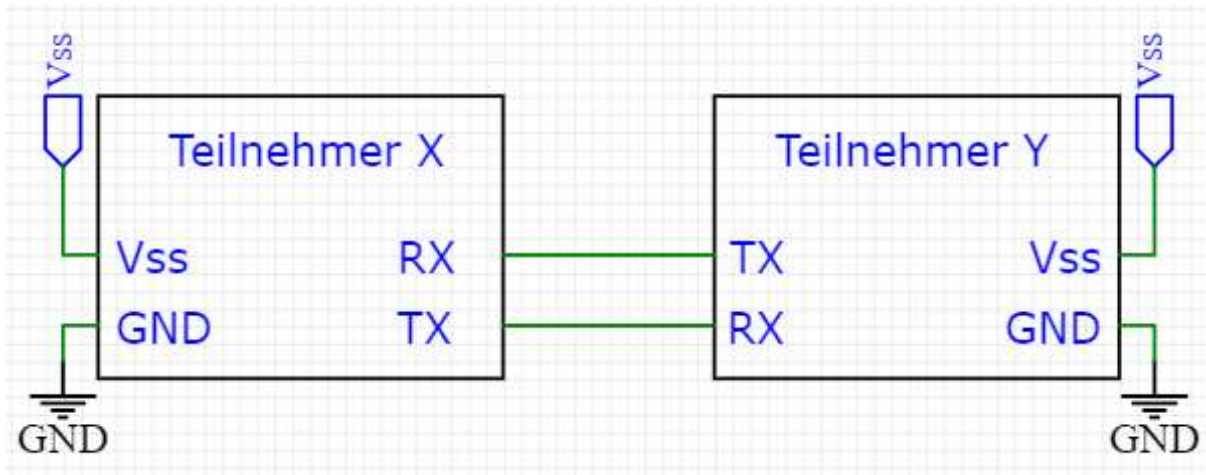 Vss
Vss
Teilnehmer X
Teilnehmer Y
Vss
RX
TX
Vss
GND
TX
RX
GND
GND
GND